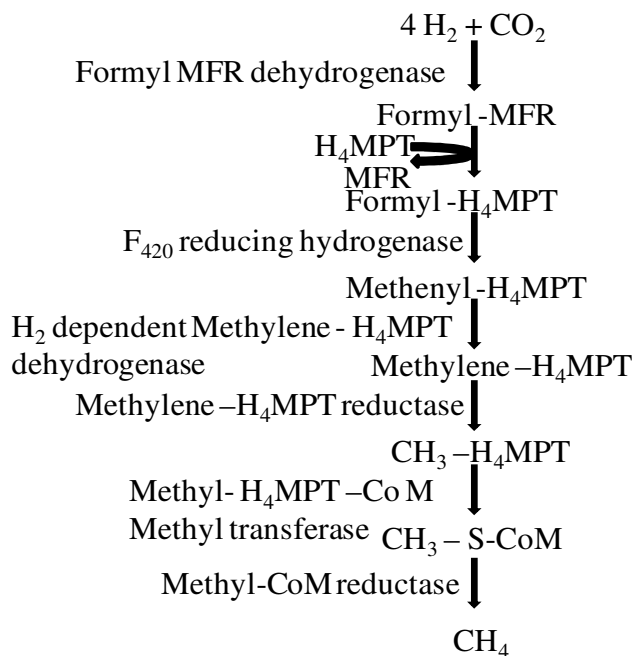 4 H₂ + CO₂
Formyl MFR dehydrogenase
Formyl -MFR
H₄MPT
MFR
Formyl -H₄MPT
F₄₂₀ reducing hydrogenase
Methenyl -H₄MPT
H₂ dependent Methylene - H₄MPT
dehydrogenase
Methylene –H₄MPT
Methylene –H₄MPT reductase
CH₃ –H₄MPT
Methyl- H₄MPT –Co M
Methyl transferase
CH₃ – S-CoM
Methyl-CoM reductase
CH₄